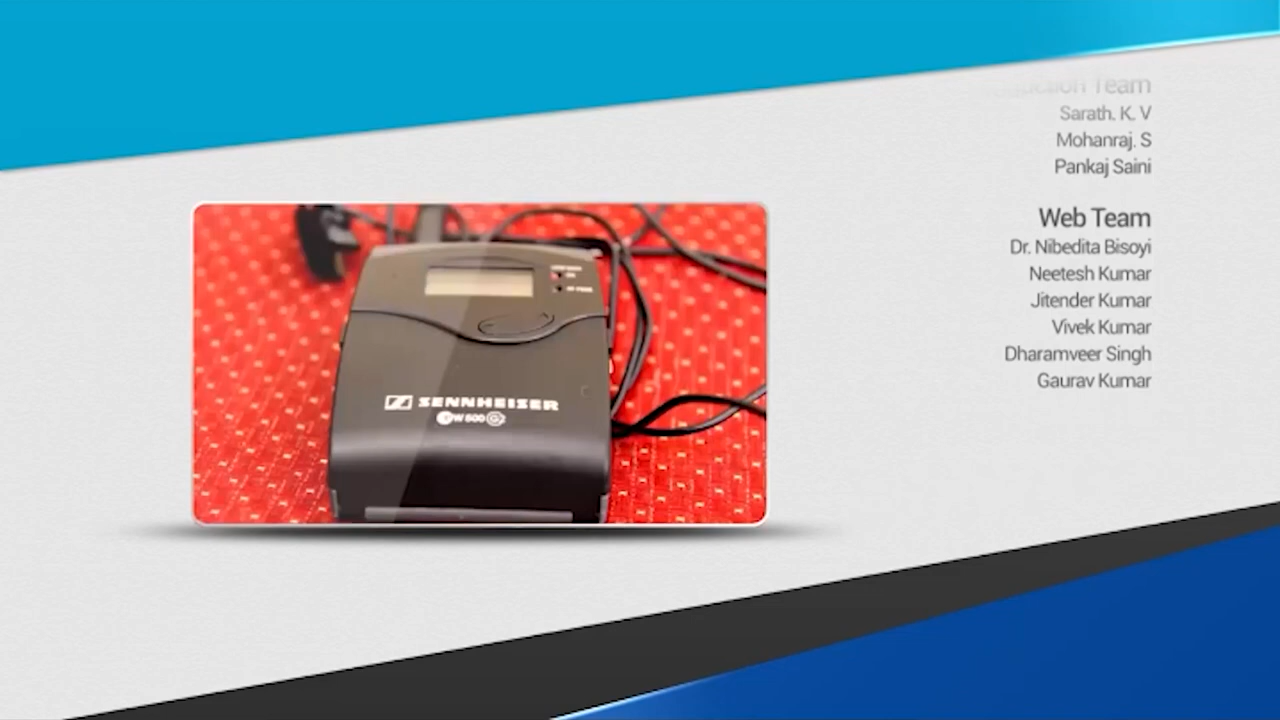 Team
Sarath. K. V
Mohanraj. S
Pankaj Saini
Web Team
Dr. Nibedita Bisoyi
Neetesh Kumar
Jitender Kumar
Vivek Kumar
Dharamveer Singh
Gaurav Kumar
SENNHEISER